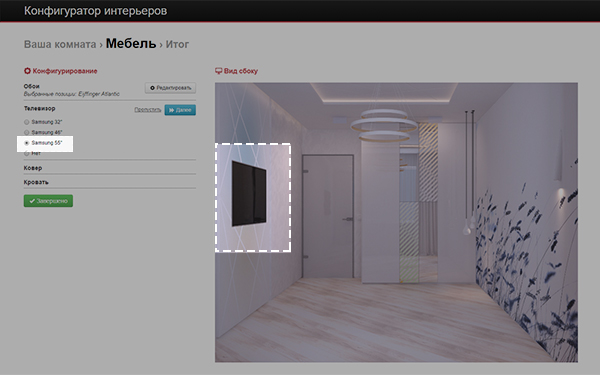 Конфигуратор интерьеров
Ваша комната › Мебель › Итог
Конфигурирование
Вид сбоку
Обои
Редактировать
Выбранные позиции: Eijffinger Atlantic
Телевизор
Пропустить
Далее
Samsung 32"
Samsung 46"
Samsung 55"
Нет
Ковер
Кровать
Завершено